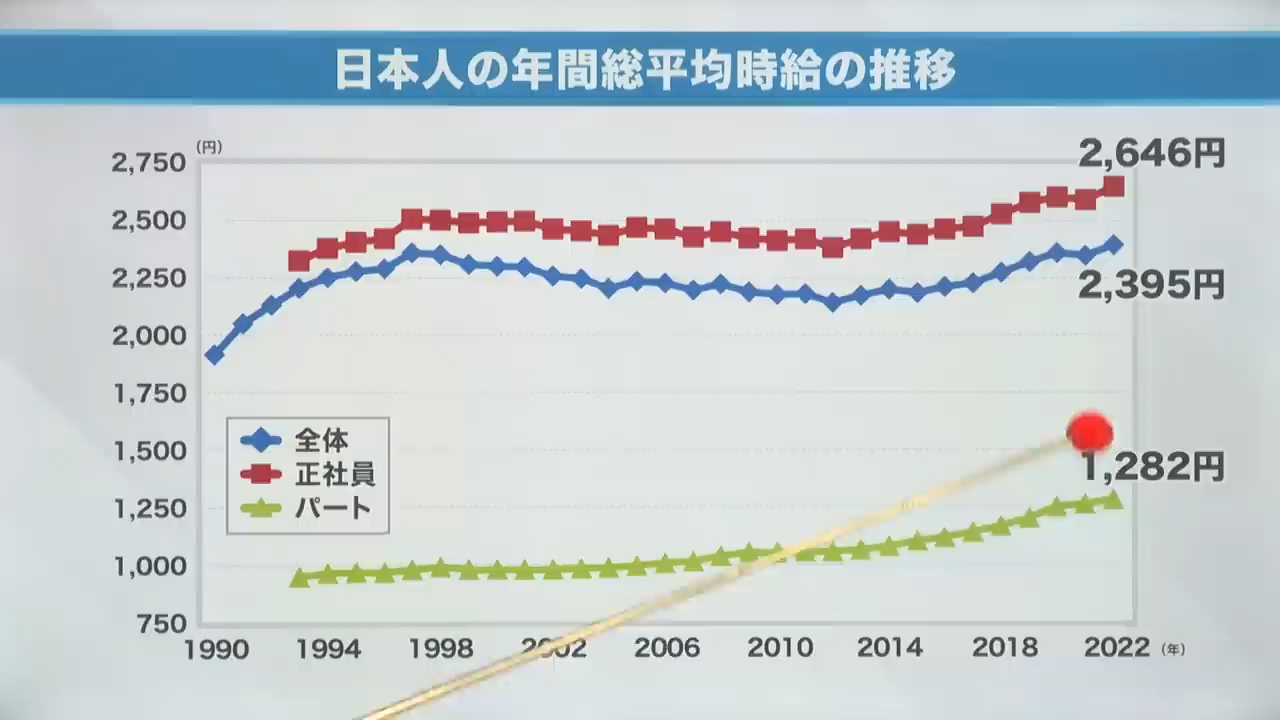 日本人の年間総平均時給の推移
(円)
2,750
2,500
2,250
2,000
1,750
1,500
1,250
1,000
750
2,646円
2,395円
1,282円
全体
正社員
パート
1990 1994 1998 2002 2006 2010 2014 2018 2022 (年)